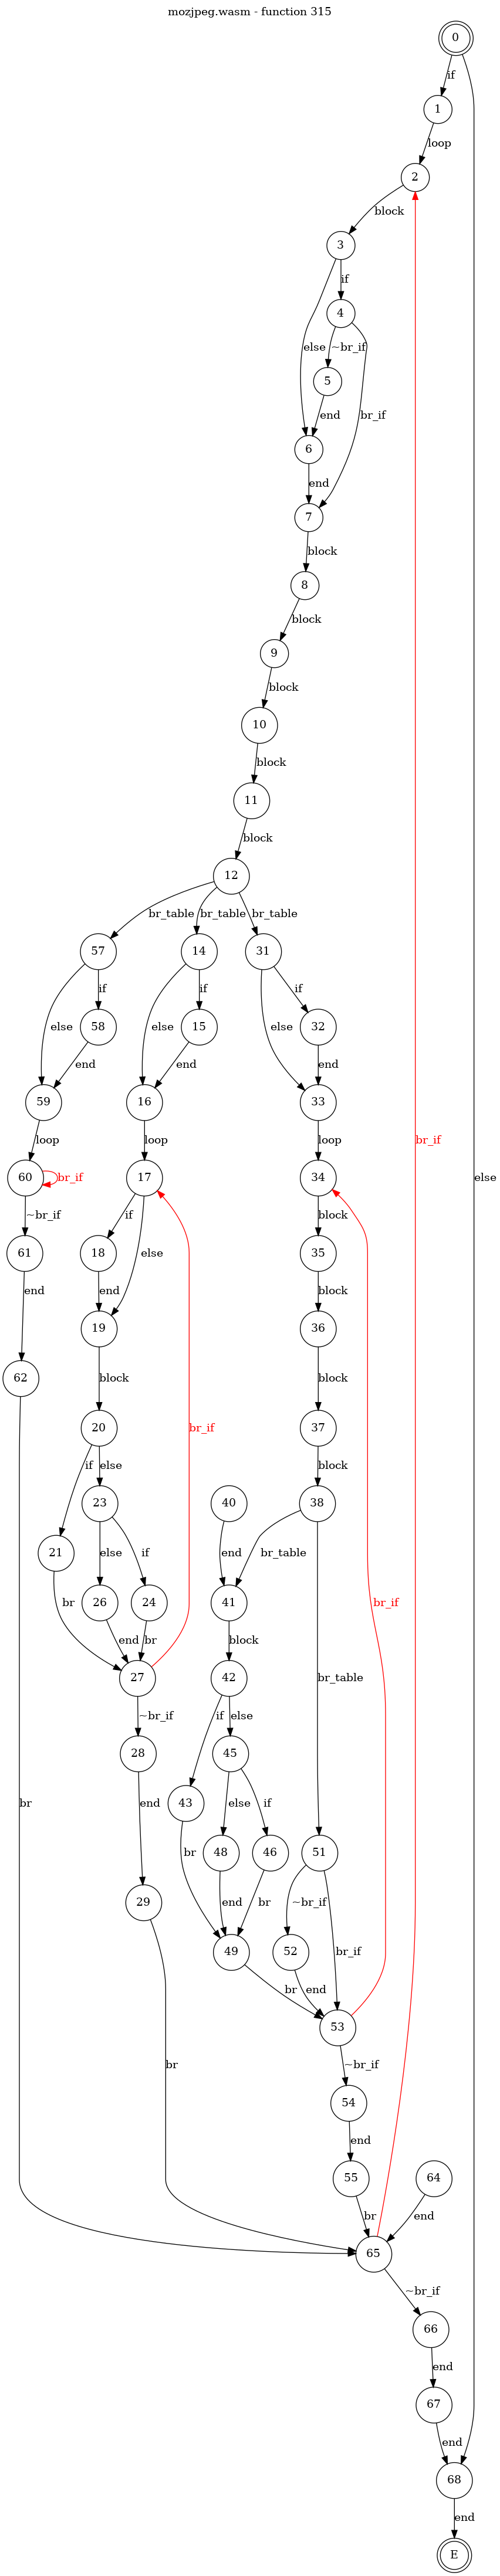 mozjpeg.wasm - function 315
0
if
1
loop
2
block
3
if
else
4
~br_if
br_if
5
end
6
end
7
block
8
block
9
block
10
block
11
block
12
br_table
br_table
br_table
57
14
31
else
if
else
if
else
if
58
15
32
end
end
end
59
16
33
loop
loop
loop
60
br_if
17
34
br_if
else
~br_if
if
else
block
61
18
35
end
end
block
62
19
36
block
block
20
37
br_if
if
else
block
23
40
38
21
else
if
end
br_table
26
24
41
br_if
br
end
br
block
27
42
br_table
~br_if
if
else
28
43
45
br
end
else
if
48
46
51
br
end
br
~br_if
br_if
29
49
52
br
end
53
~br_if
br
54
end
55
64
br
end
65
~br_if
66
end
67
end
68
end
E